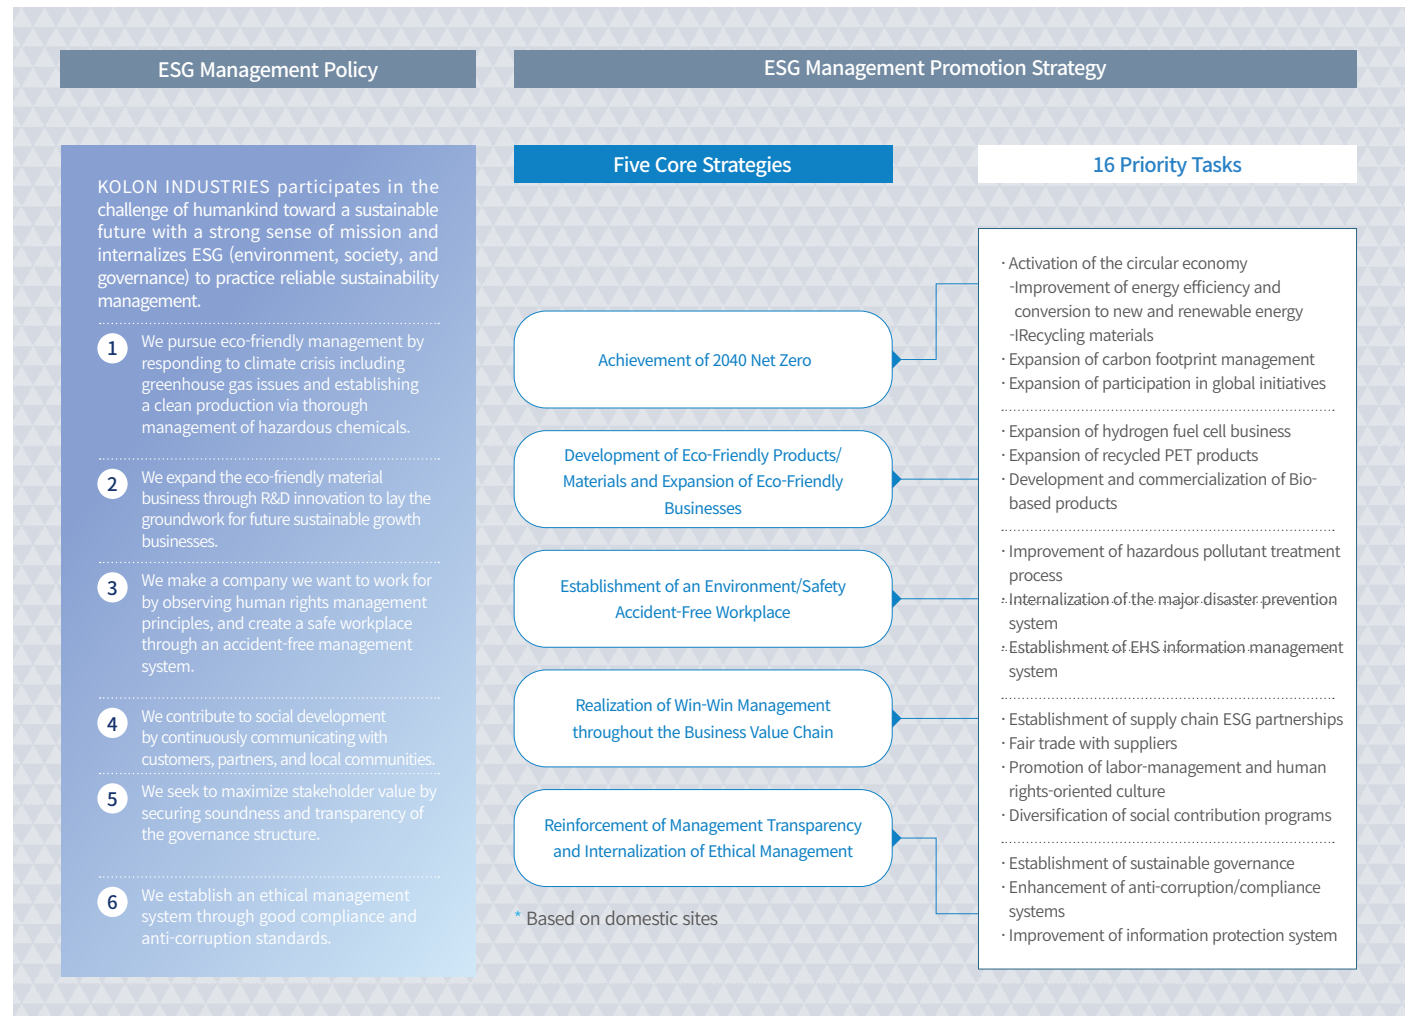 ESG Management Policy
KOLON INDUSTRIES participates in the
challenge of humankind toward a sustainable
future with a strong sense of mission and
internalizes ESG (environment, society, and
governance) to practice reliable sustainability
management.
1
We pursue eco-friendly management by
responding to climate crisis including
greenhouse gas issues and establishing
a clean production via thorough
management of hazardous chemicals.
2
We expand the eco-friendly material
business through R&D innovation to lay the
groundwork for future sustainable growth
businesses.
3
We make a company we want to work for
by observing human rights management
principles, and create a safe workplace
through an accident-free management
system.
4
We contribute to social development
by continuously communicating with
customers, partners, and local communities.
5
We seek to maximize stakeholder value by
securing soundness and transparency of
the governance structure.
6
We establish an ethical management
system through good compliance and
anti-corruption standards.
ESG Management Promotion Strategy
Five Core Strategies
Achievement of 2040 Net Zero
Development of Eco-Friendly Products/
Materials and Expansion of Eco-Friendly
Businesses
Establishment of an Environment/Safety
Accident-Free Workplace
Realization of Win-Win Management
throughout the Business Value Chain
Reinforcement of Management Transparency
and Internalization of Ethical Management
* Based on domestic sites
16 Priority Tasks
· Activation of the circular economy
-Improvement of energy efficiency and
conversion to new and renewable energy
-IRecycling materials
· Expansion of carbon footprint management
· Expansion of participation in global initiatives
· Expansion of hydrogen fuel cell business
· Expansion of recycled PET products
· Development and commercialization of Bio-
based products
· Improvement of hazardous pollutant treatment
process
· Internalization of the major disaster prevention
system
· Establishment of EHS information management
system
· Establishment of supply chain ESG partnerships
· Fair trade with suppliers
· Promotion of labor-management and human
rights-oriented culture
· Diversification of social contribution programs
· Establishment of sustainable governance
· Enhancement of anti-corruption/compliance
systems
· Improvement of information protection system